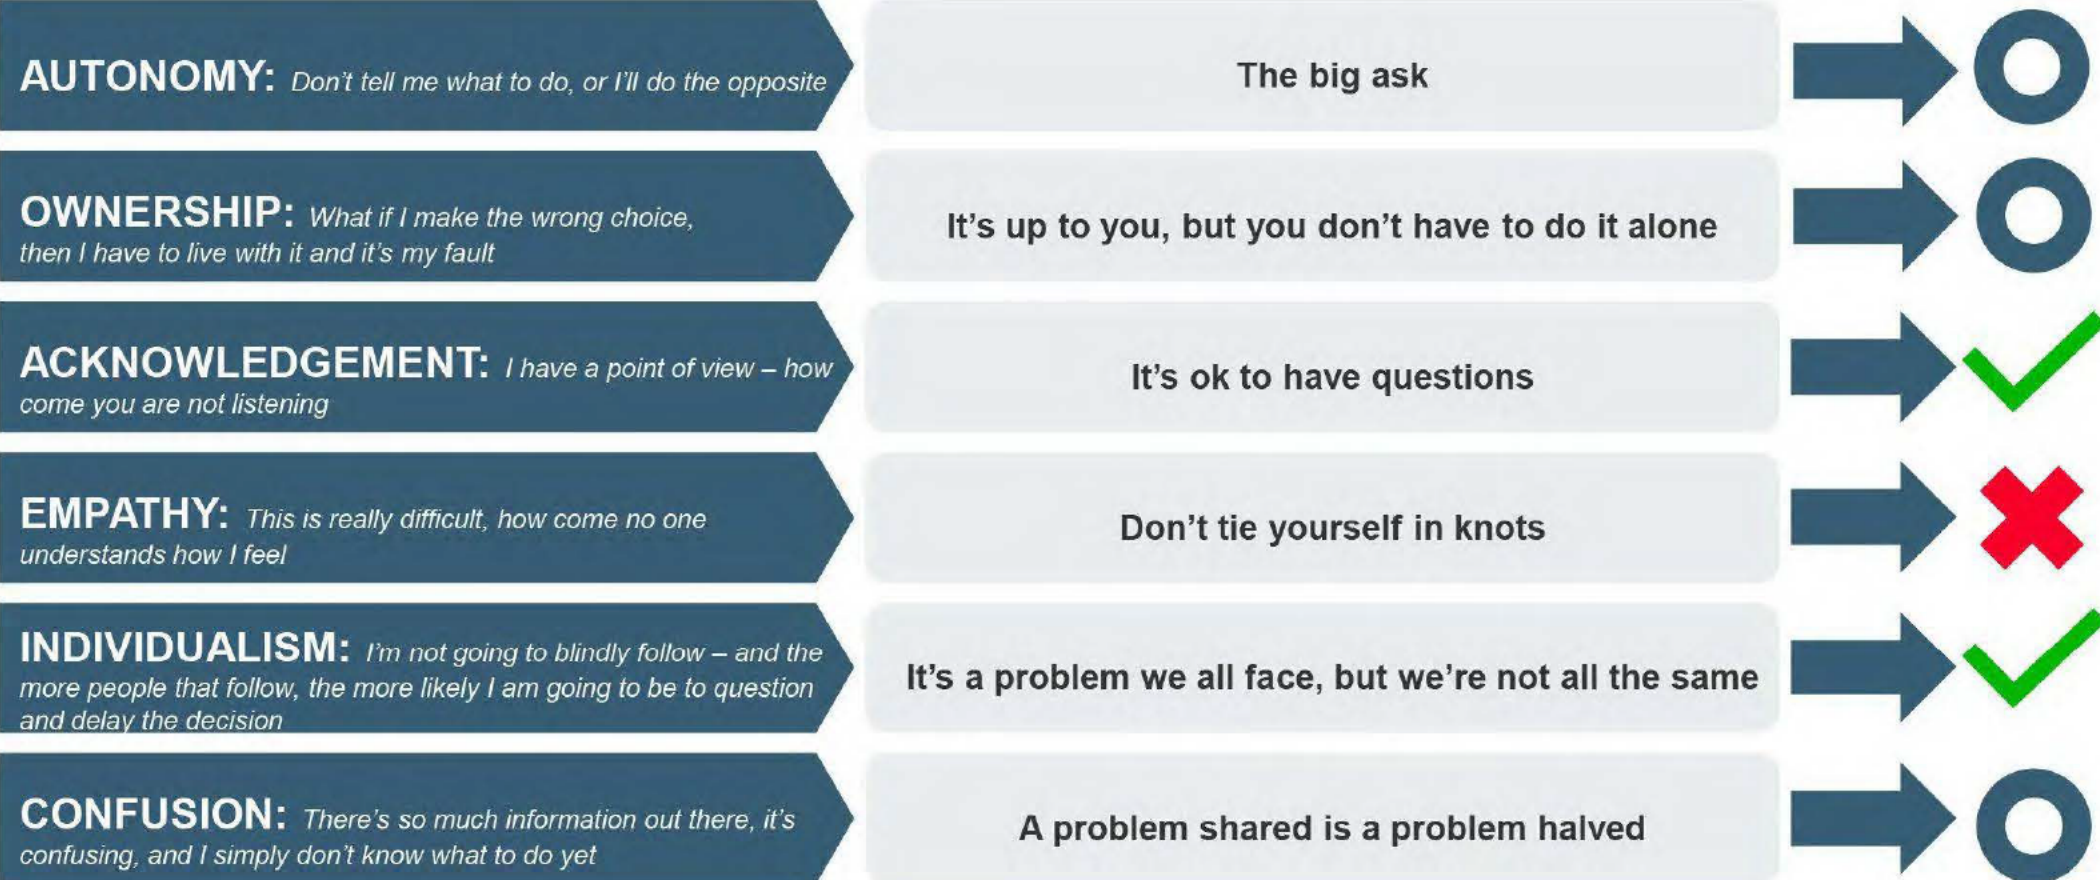 AUTONOMY: Don't tell me what to do, or I'll do the opposite
The big ask
OWNERSHIP: What if I make the wrong choice,
then I have to live with it and it's my fault
It's up to you, but you don't have to do it alone
ACKNOWLEDGEMENT: I have a point of view – how
come you are not listening
It's ok to have questions
EMPATHY: This is really difficult, how come no one
understands how I feel
Don't tie yourself in knots
INDIVIDUALISM: I'm not going to blindly follow – and the
more people that follow, the more likely I am going to be to question
and delay the decision
It's a problem we all face, but we're not all the same
CONFUSION: There's so much information out there, it's
confusing, and I simply don't know what to do yet
A problem shared is a problem halved